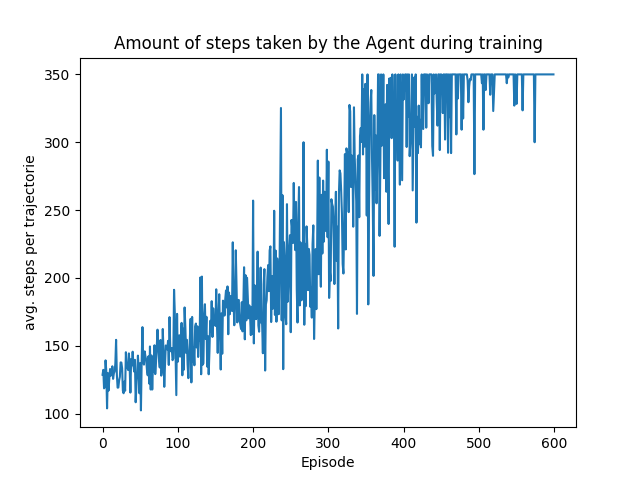 Amount of steps taken by the Agent during training
avg. steps per trajectorie
350
300
250
200
150
100
0 100 200 300 400 500 600
Episode